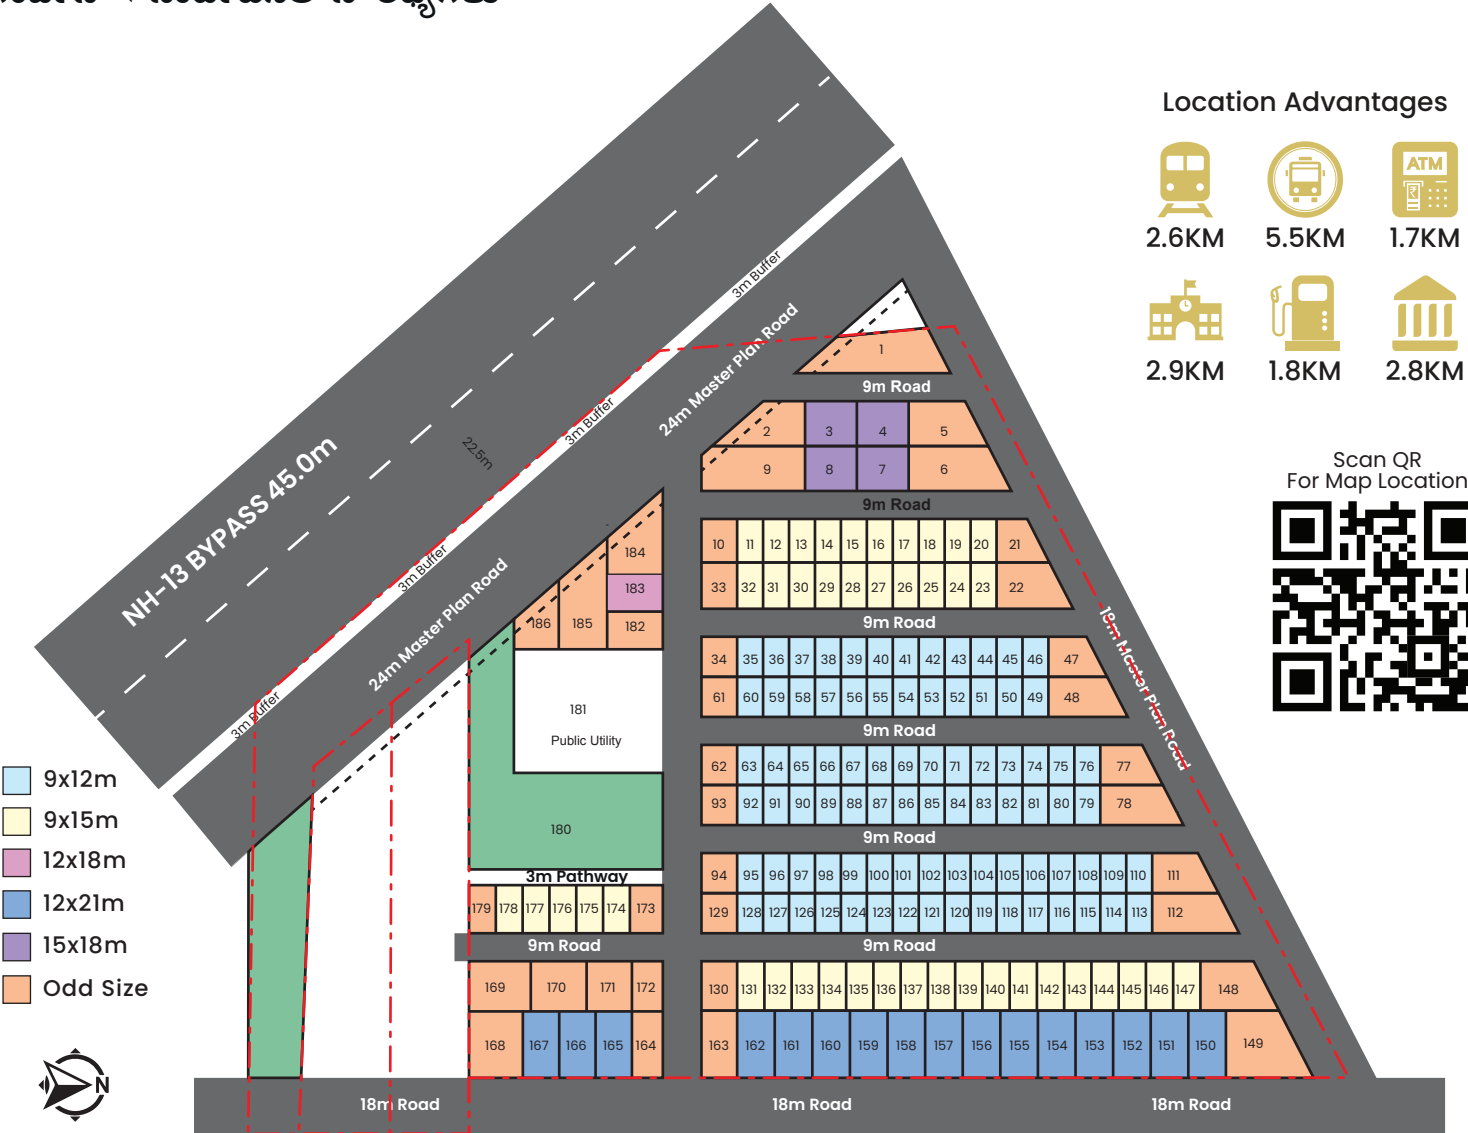 Location Advantages
ATM
2.6KM 5.5KM 1.7KM
2.9KM 1.8KM 2.8KM
Scan QR
For Map Location
NH-13 BYPASS 45.0m
22.5m
3m Buffer
3m Buffer
3m Buffer
3m Buffer
24m Master Plan Road
24m Master Plan Road
18m Master Plan Road
1
9m Road
2 3 4 5
9 8 7 6
9m Road
10 11 12 13 14 15 16 17 18 19 20 21
33 32 31 30 29 28 27 26 25 24 23 22
9m Road
34 35 36 37 38 39 40 41 42 43 44 45 46 47
61 60 59 58 57 56 55 54 53 52 51 50 49 48
9m Road
62 63 64 65 66 67 68 69 70 71 72 73 74 75 76 77
93 92 91 90 89 88 87 86 85 84 83 82 81 80 79 78
9m Road
94 95 96 97 98 99 100 101 102 103 104 105 106 107 108 109 110 111
129 128 127 126 125 124 123 122 121 120 119 118 117 116 115 114 113 112
9m Road
130 131 132 133 134 135 136 137 138 139 140 141 142 143 144 145 146 147 148
163 162 161 160 159 158 157 156 155 154 153 152 151 150 149
184
183
186 185 182
181
Public Utility
180
3m Pathway
179 178 177 176 175 174 173
9m Road
169 170 171 172
168 167 166 165 164
18m Road 18m Road 18m Road
9x12m
9x15m
12x18m
12x21m
15x18m
Odd Size
N